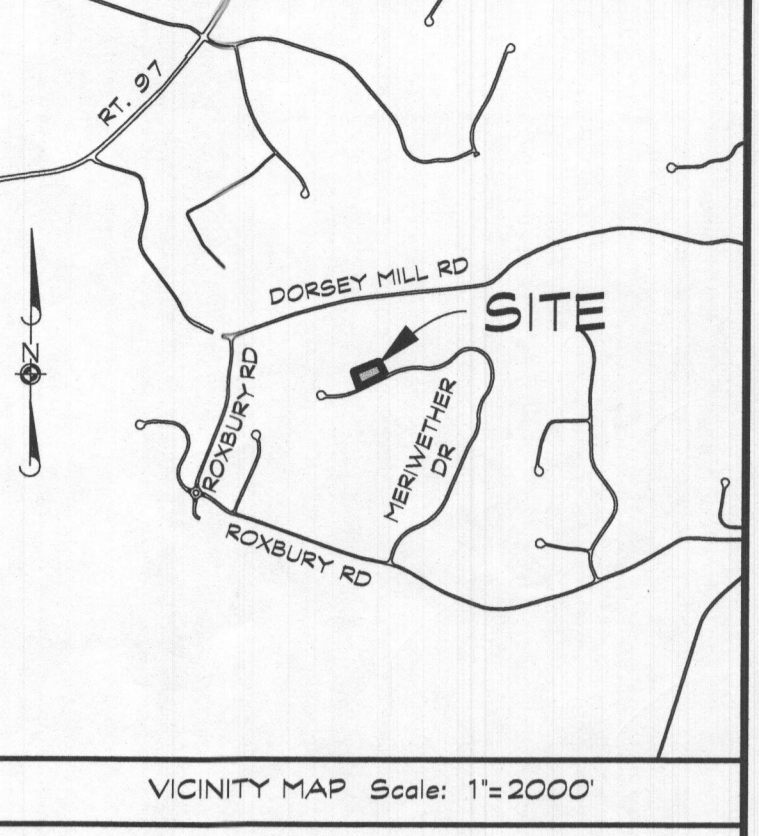 RT. 97
DORSEY MILL RD
SITE
N
ROXBURY RD
MERIWETHER
DR
ROXBURY RD
VICINITY MAP Scale: 1"=2000'